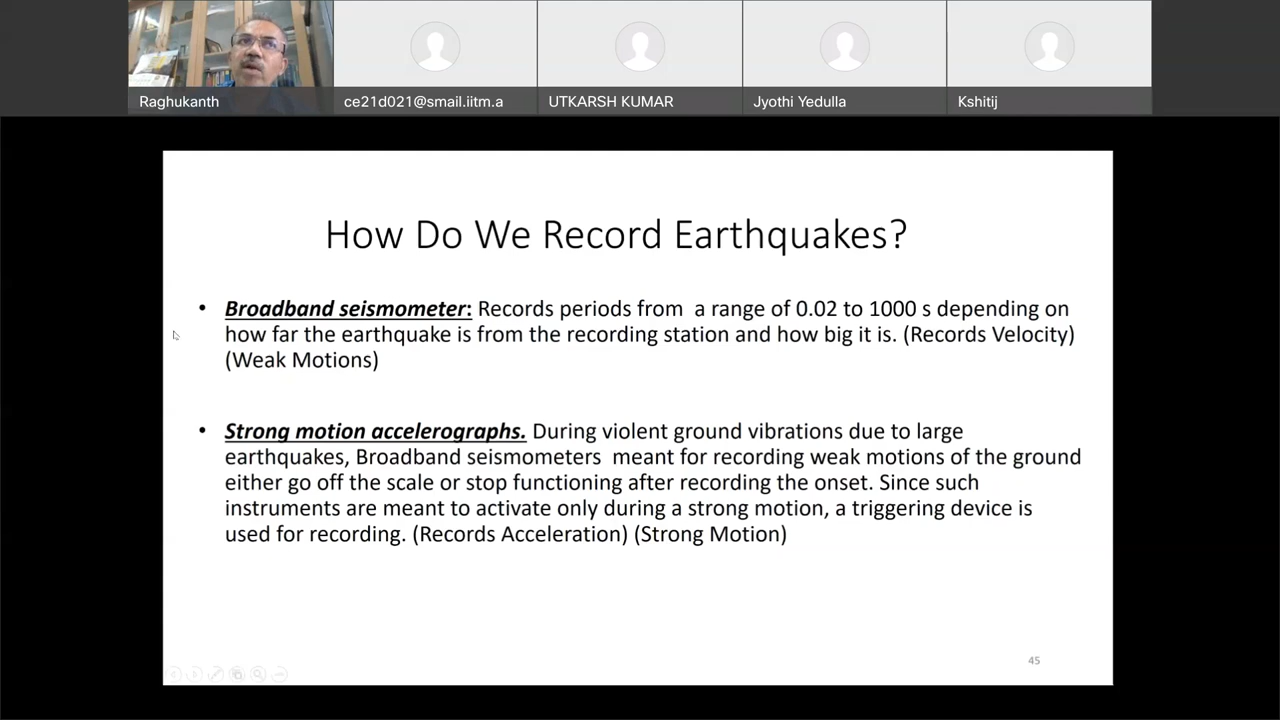 Raghukanth
ce21d021@smail.iitm.a
UTKARSH KUMAR
Jyothi Yedulla
Kshitij
How Do We Record Earthquakes?
• Broadband seismometer: Records periods from a range of 0.02 to 1000 s depending on
how far the earthquake is from the recording station and how big it is. (Records Velocity)
(Weak Motions)
• Strong motion accelerographs. During violent ground vibrations due to large
earthquakes, Broadband seismometers meant for recording weak motions of the ground
either go off the scale or stop functioning after recording the onset. Since such
instruments are meant to activate only during a strong motion, a triggering device is
used for recording. (Records Acceleration) (Strong Motion)
45